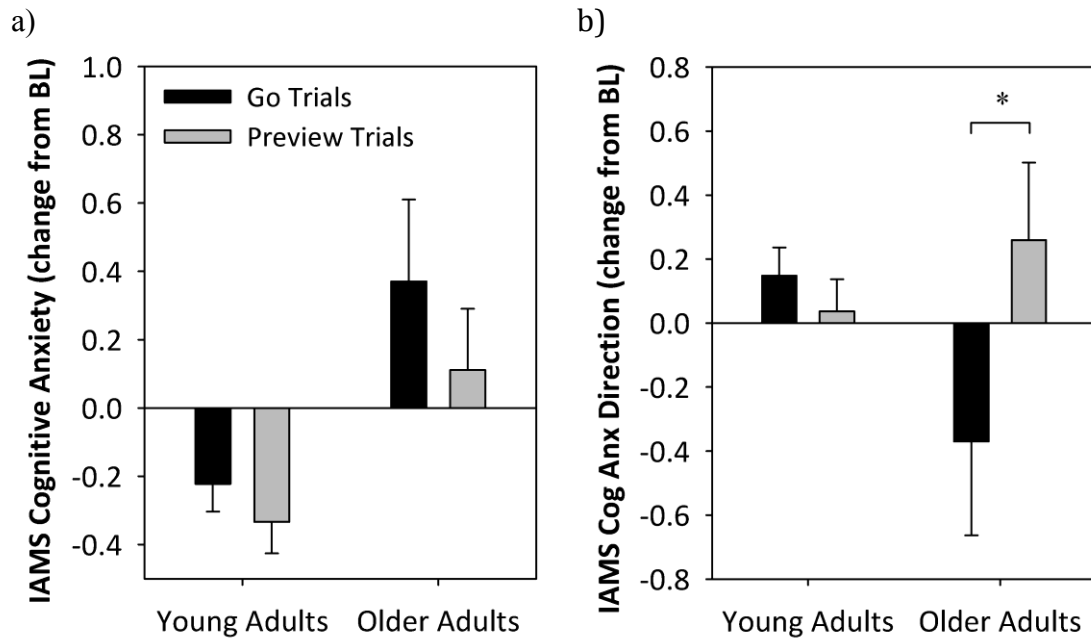 a)
IAMS Cognitive Anxiety (change from BL)
1.0
0.8
0.6
0.4
0.2
0.0
-0.2
-0.4
Go Trials
Preview Trials
Young Adults
Older Adults
b)
IAMS Cog Anx Direction (change from BL)
0.8
0.6
0.4
0.2
0.0
-0.2
-0.4
-0.6
-0.8
*
Young Adults
Older Adults